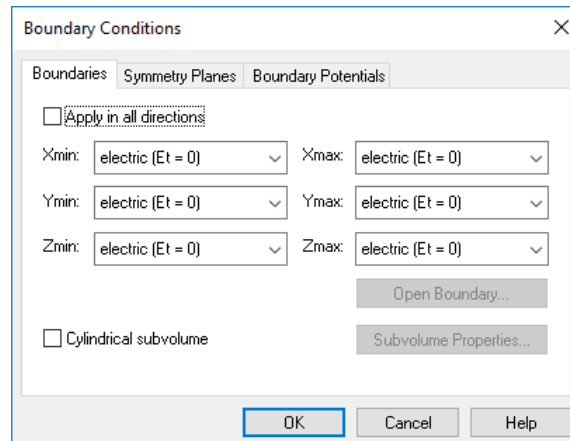 Boundary Conditions
Boundaries Symmetry Planes Boundary Potentials
Apply in all directions
Xmin: electric (Et = 0) Xmax: electric (Et = 0)
Ymin: electric (Et = 0) Ymax: electric (Et = 0)
Zmin: electric (Et = 0) Zmax: electric (Et = 0)
Open Boundary...
Cylindrical subvolume Subvolume Properties...
OK Cancel Help